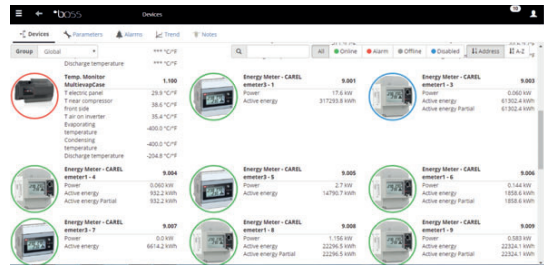 boss
Devices
10
Devices
Parameters
Alarms
Trend
Notes
Group
Global
*** °C/°F
All
Online
Alarm
Offline
Disabled
Address
A-Z
Discharge temperature *** °C/°F
Temp. Monitor
MultievapCase 1.100
T electric panel 29.9 °C/°F
T near compressor
front side 38.6 °C/°F
T air on inverter 35.4 °C/°F
Evaporating
temperature -400.0 °C/°F
Condensing
temperature -400.0 °C/°F
Discharge temperature -204.8 °C/°F
Energy Meter - CAREL
emeter3 - 1 9.001
Power 17.6 kW
Active energy 317293.8 kWh
Energy Meter - CAREL
emeter1 - 3 9.003
Power 0.060 kW
Active energy 61302.4 kWh
Active energy Partial 61302.4 kWh
Energy Meter - CAREL
emeter1 - 4 9.004
Power 0.060 kW
Active energy 932.2 kWh
Active energy Partial 932.2 kWh
Energy Meter - CAREL
emeter3 - 5 9.005
Power 2.7 kW
Active energy 14790.7 kWh
Energy Meter - CAREL
emeter1 - 6 9.006
Power 0.144 kW
Active energy 1858.6 kWh
Active energy Partial 1858.6 kWh
Energy Meter - CAREL
emeter3 - 7 9.007
Power 0.0 kW
Active energy 6614.2 kWh
Energy Meter - CAREL
emeter1 - 8 9.008
Power 1.156 kW
Active energy 22296.5 kWh
Active energy Partial 22296.5 kWh
Energy Meter - CAREL
emeter1 - 9 9.009
Power 0.583 kW
Active energy 22324.1 kWh
Active energy Partial 22324.1 kWh